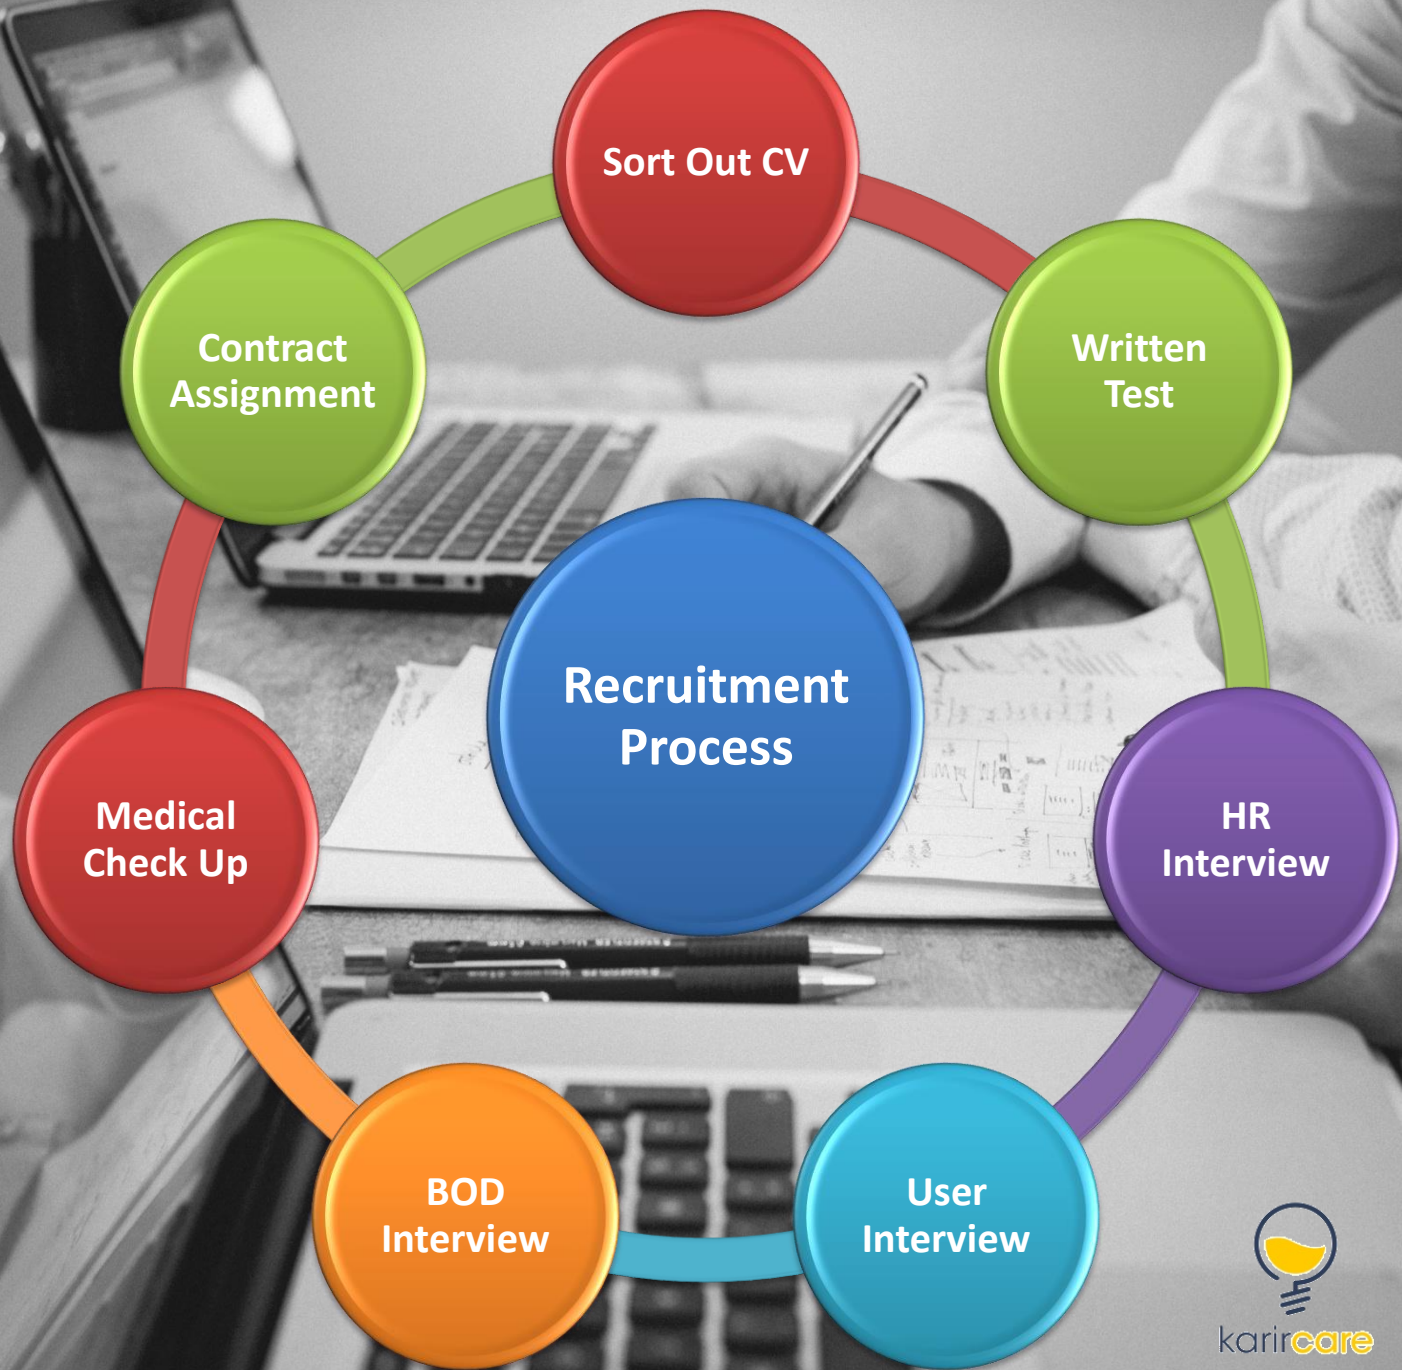 Sort Out CV
Written
Test
HR
Interview
User
Interview
BOD
Interview
Medical
Check Up
Contract
Assignment
Recruitment
Process
karircare